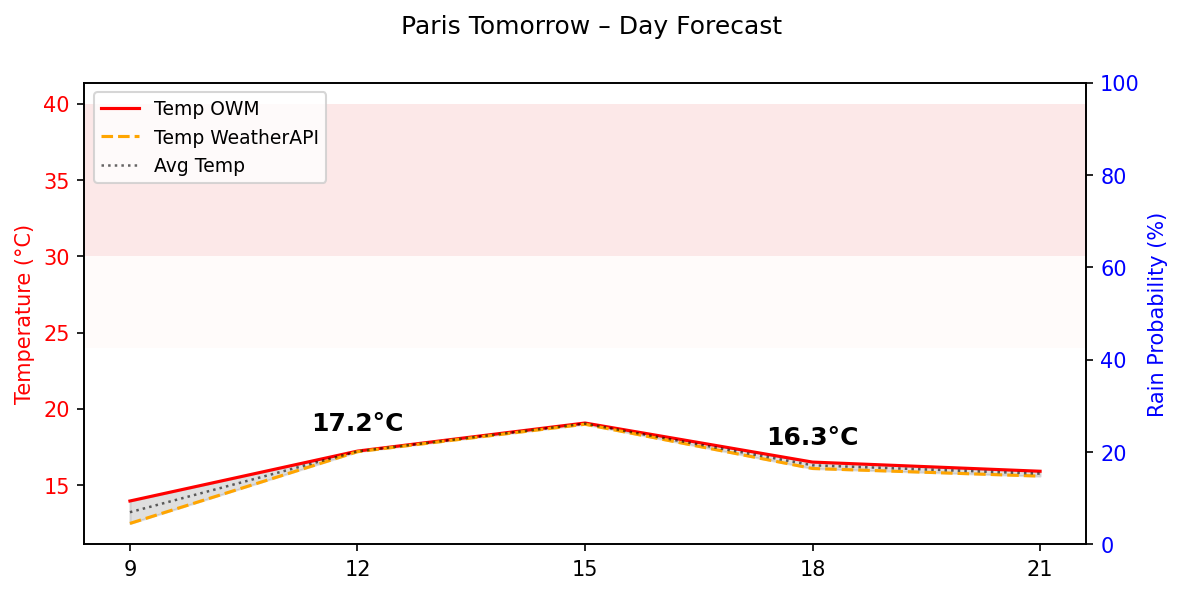 Paris Tomorrow – Day Forecast
Temp OWM
Temp WeatherAPI
Avg Temp
Temperature (°C)
40
35
30
25
20
15
17.2°C
16.3°C
100
80
60
40
20
0
Rain Probability (%)
9
12
15
18
21